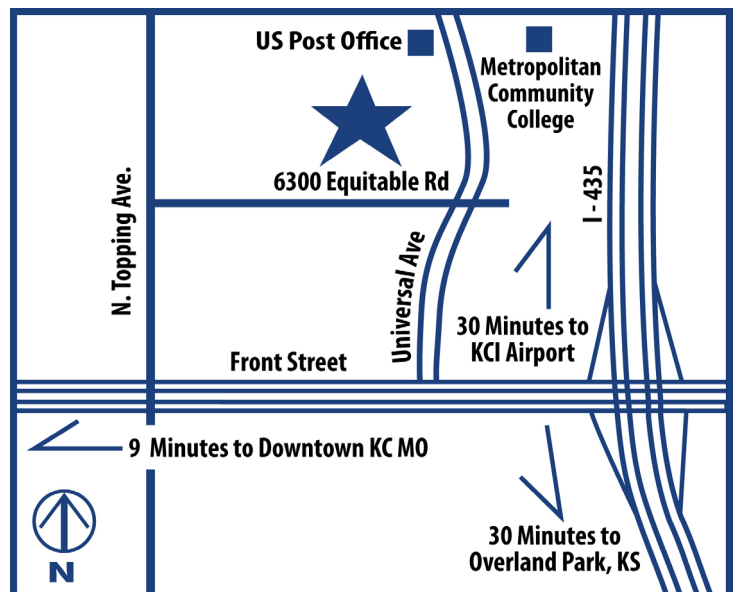 US Post Office
Metropolitan
Community
College
6300 Equitable Rd
N. Topping Ave.
I - 435
Universal Ave
30 Minutes to
KCI Airport
Front Street
9 Minutes to Downtown KC MO
30 Minutes to
Overland Park, KS
N